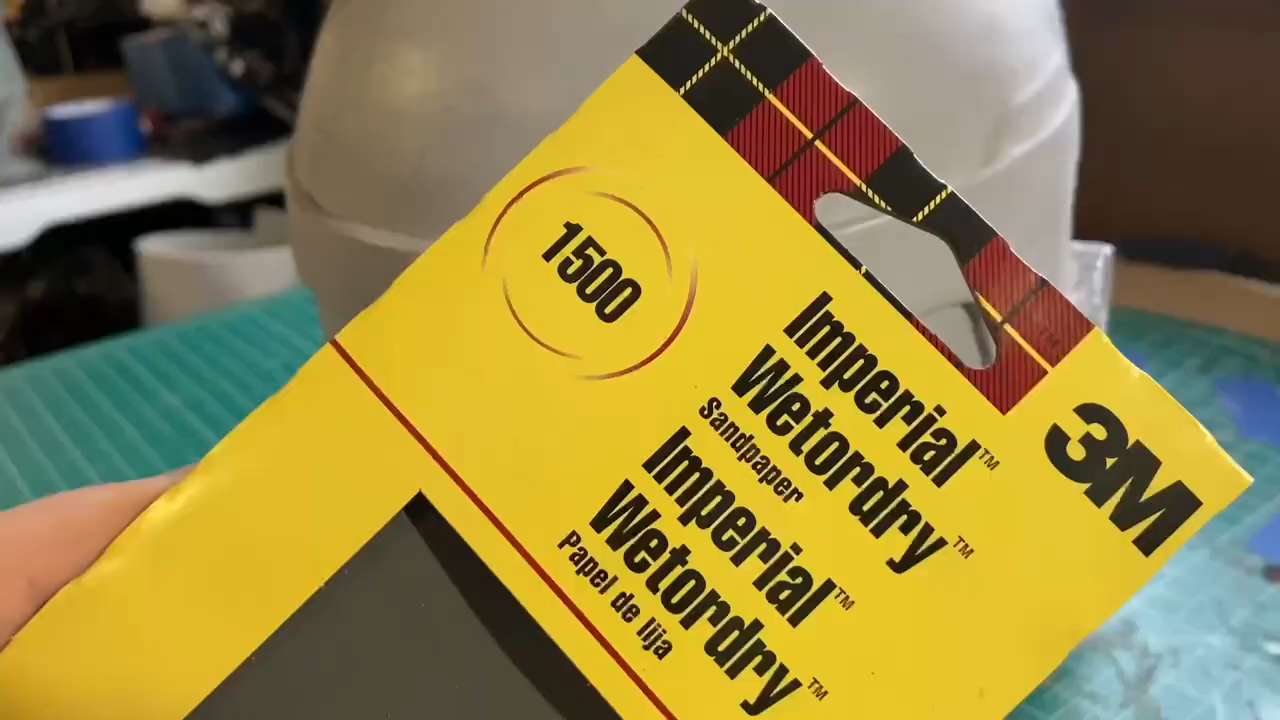 1500
Imperial™
Wetordry™
Sandpaper
Imperial™
Wetordry™
Papel de lija
3M